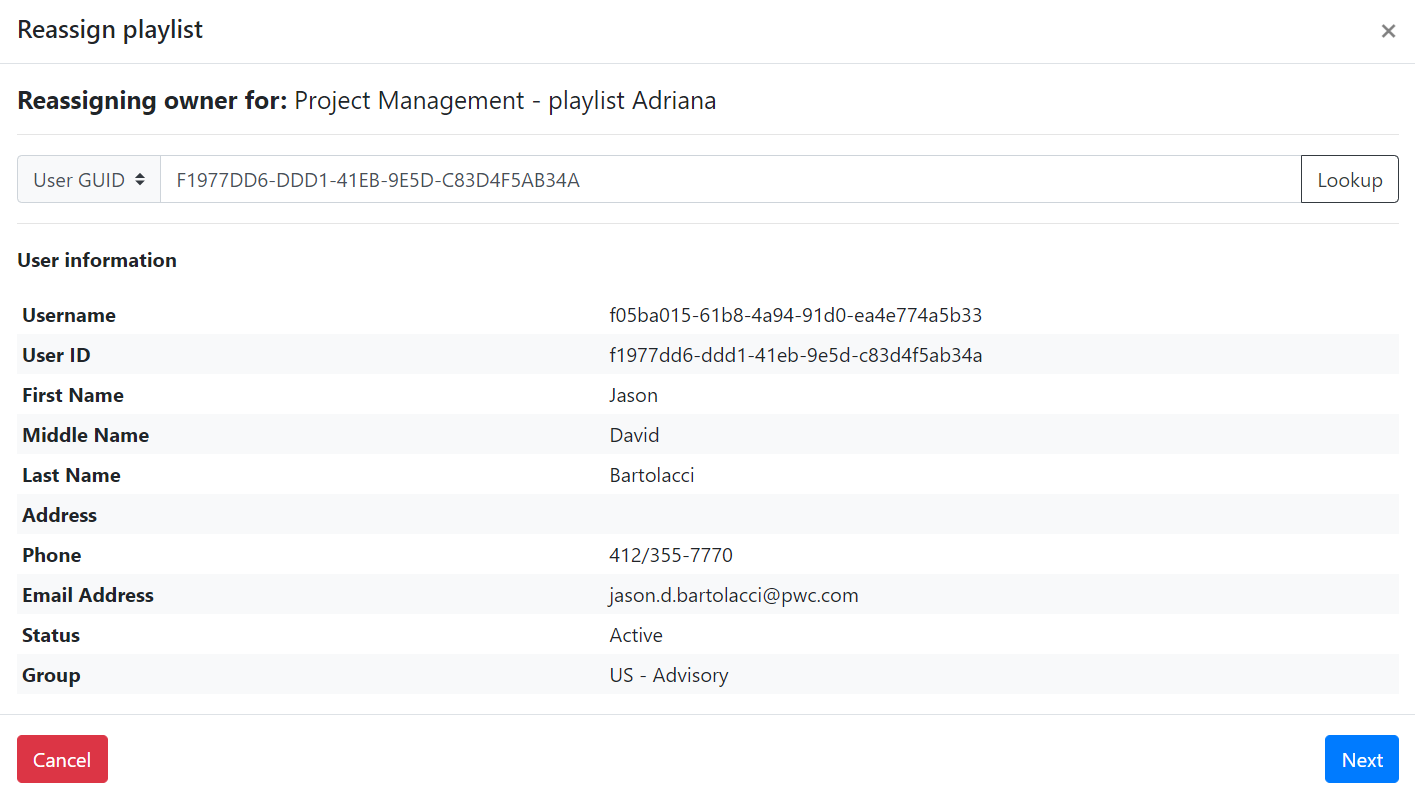 Reassign playlist ×
Reassigning owner for: Project Management - playlist Adriana
User GUID F1977DD6-DDD1-41EB-9E5D-C83D4F5AB34A Lookup
User information
Username f05ba015-61b8-4a94-91d0-ea4e774a5b33
User ID f1977dd6-ddd1-41eb-9e5d-c83d4f5ab34a
First Name Jason
Middle Name David
Last Name Bartolacci
Address
Phone 412/355-7770
Email Address jason.d.bartolacci@pwc.com
Status Active
Group US - Advisory
Cancel Next